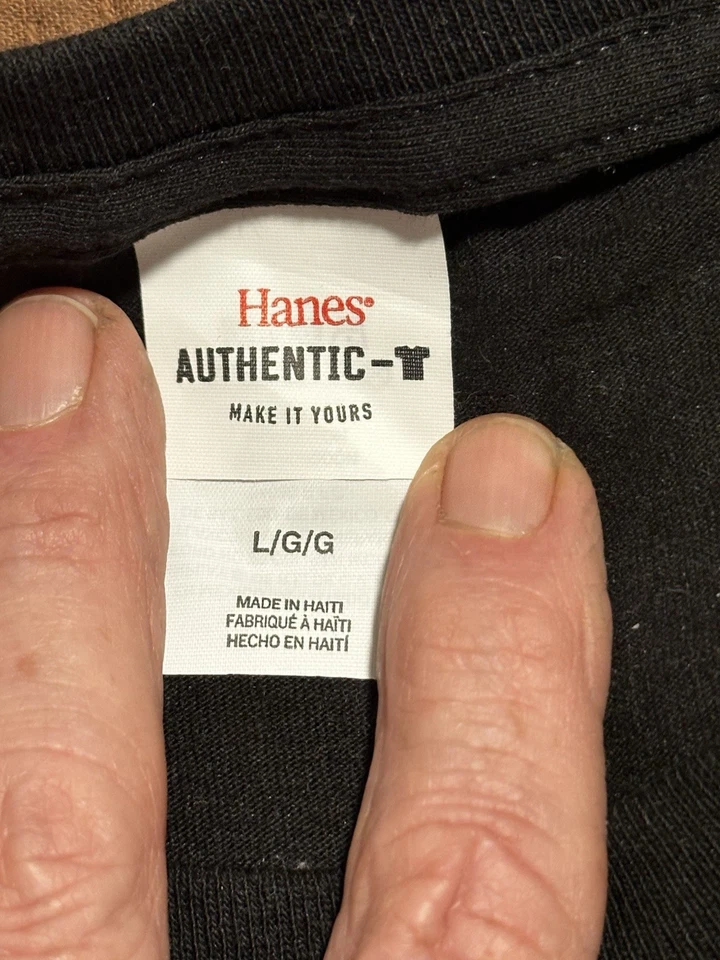 Hanes®
AUTHENTIC-
MAKE IT YOURS
L/G/G
MADE IN HAITI
FABRIQUÉ À HAÏTI
HECHO EN HAITÍ